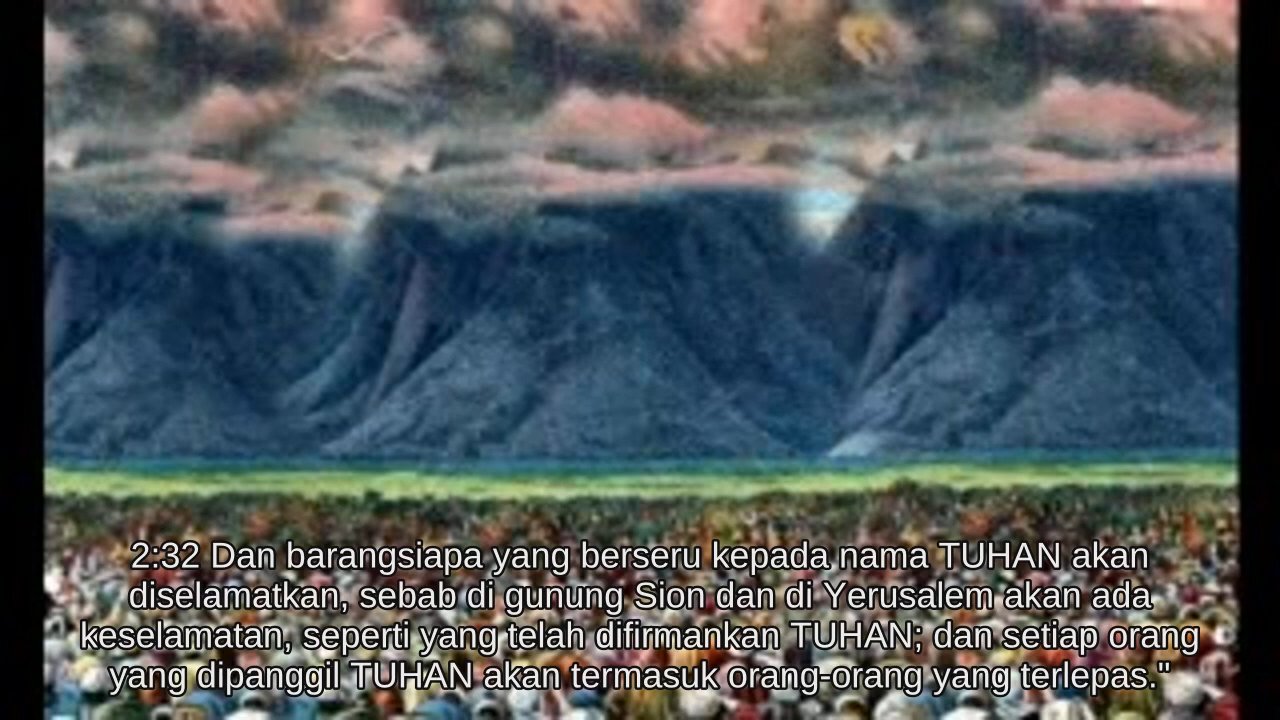 2:32 Dan barangsiapa yang berseru kepada nama TUHAN akan
diselamatkan, sebab di gunung Sion dan di Yerusalem akan ada
keselamatan, seperti yang telah difirmankan TUHAN; dan setiap orang
yang dipanggil TUHAN akan termasuk orang-orang yang terlepas."